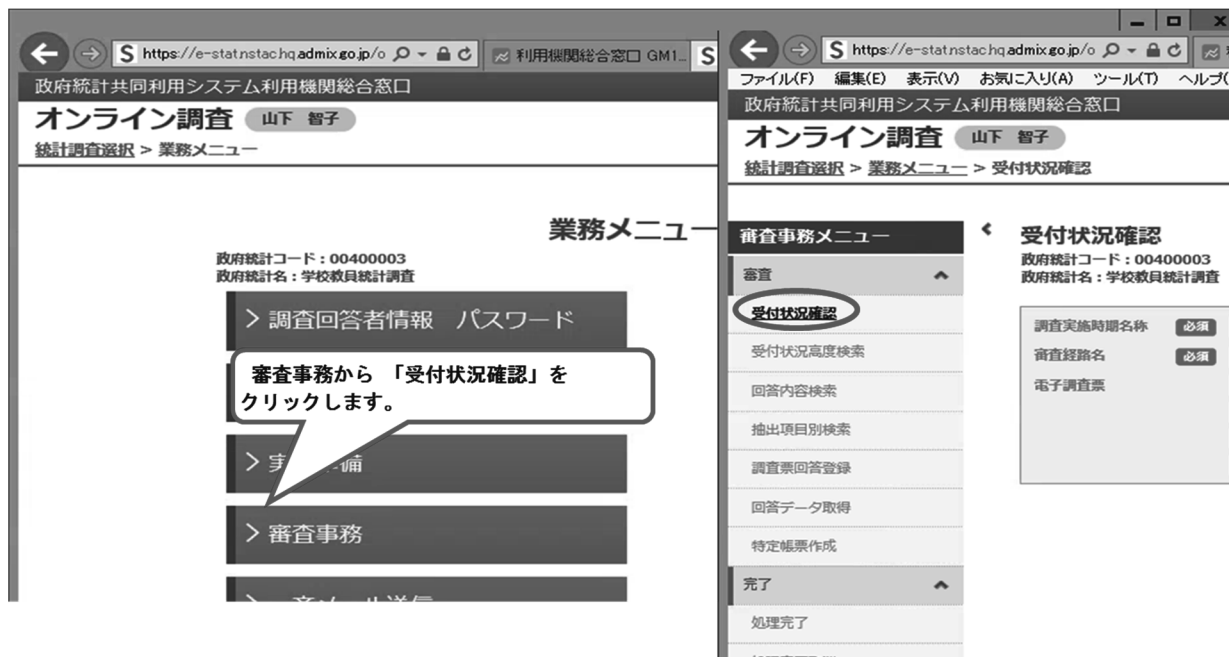 https://e-stat.nstac.hq.admix.go.jp/o
利用機関総合窓口 GM1...
政府統計共同利用システム利用機関総合窓口
オンライン調査 山下 智子
統計調査選択 > 業務メニュー
業務メニュー
政府統計コード：00400003
政府統計名：学校教員統計調査
> 調査回答者情報 パスワード
審査事務から 「受付状況確認」を
クリックします。
> 審査事務
https://e-stat.nstac.hq.admix.go.jp/o
ファイル(F) 編集(E) 表示(V) お気に入り(A) ツール(T) ヘルプ(
政府統計共同利用システム利用機関総合窓口
オンライン調査 山下 智子
統計調査選択 > 業務メニュー > 受付状況確認
審査事務メニュー
審査
受付状況確認
受付状況高度検索
回答内容検索
抽出項目別検索
調査票回答登録
回答データ取得
特定帳票作成
完了
処理完了
受付状況確認
政府統計コード：00400003
政府統計名：学校教員統計調査
調査実施時期名称 必須
審査経路名 必須
電子調査票